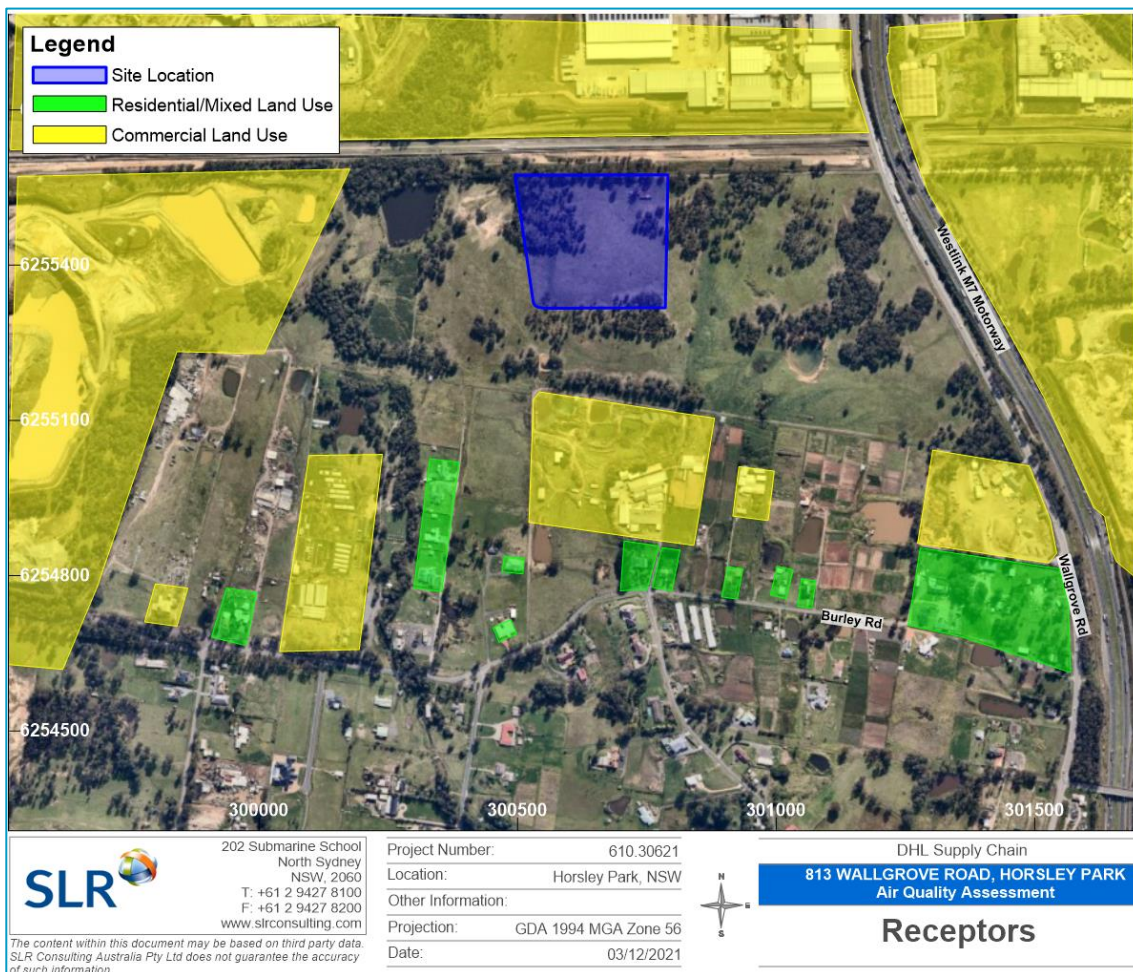 Legend
Site Location
Residential/Mixed Land Use
Commercial Land Use
6255400
Westlink M7 Motorway
6255100
6254800
Wallgrove Rd
Burley Rd
6254500
300000
300500
301000
301500
SLR
202 Submarine School
North Sydney
NSW, 2060
T: +61 2 9427 8100
F: +61 2 9427 8200
www.slrconsulting.com
The content within this document may be based on third party data.
SLR Consulting Australia Pty Ltd does not guarantee the accuracy
of such information.
Project Number: 610.30621
Location: Horsley Park, NSW
Other Information:
Projection: GDA 1994 MGA Zone 56
Date: 03/12/2021
N
E
S
DHL Supply Chain
813 WALLGROVE ROAD, HORSLEY PARK
Air Quality Assessment
Receptors